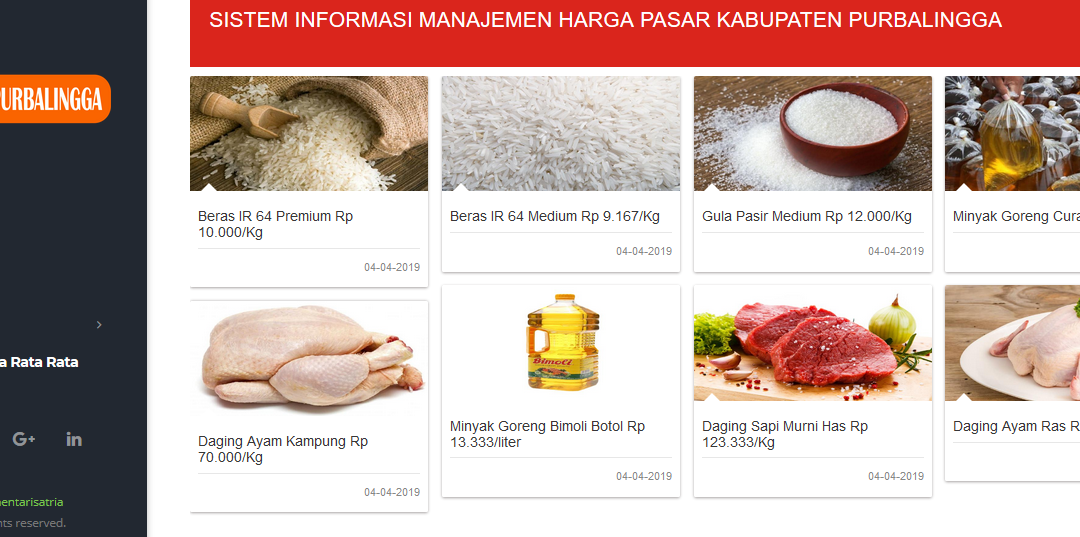 SISTEM INFORMASI MANAJEMEN HARGA PASAR KABUPATEN PURBALINGGA
PURBALINGGA
Beras IR 64 Premium Rp
10.000/Kg
04-04-2019
Beras IR 64 Medium Rp 9.167/Kg
04-04-2019
Gula Pasir Medium Rp 12.000/Kg
04-04-2019
Minyak Goreng Cura
a Rata Rata
Daging Ayam Kampung Rp
70.000/Kg
04-04-2019
Bimoli
Minyak Goreng Bimoli Botol Rp
13.333/liter
04-04-2019
Daging Sapi Murni Has Rp
123.333/Kg
04-04-2019
Daging Ayam Ras R
G+
in
entarisatria
nts reserved.